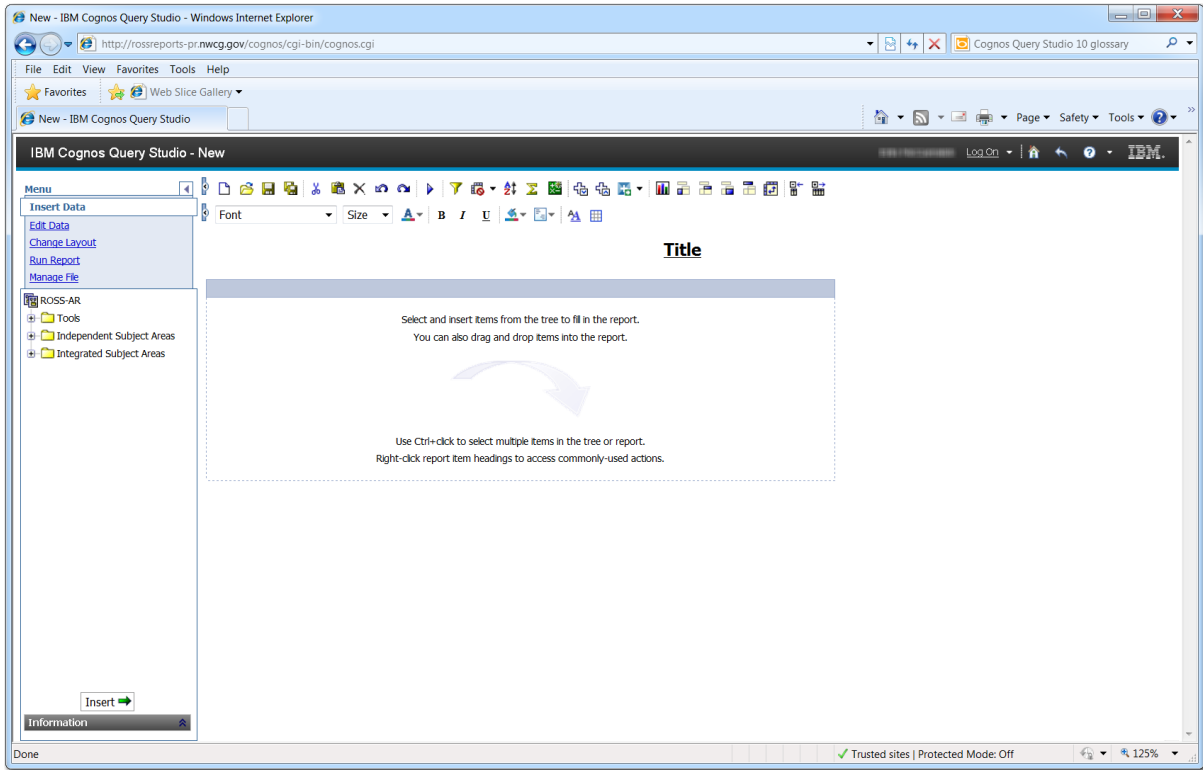 New - IBM Cognos Query Studio - Windows Internet Explorer
http://rossreports-pr.nwcg.gov/cognos/cgi-bin/cognos.cgi
Cognos Query Studio 10 glossary
File Edit View Favorites Tools Help
Favorites Web Slice Gallery
New - IBM Cognos Query Studio
Page Safety Tools
IBM Cognos Query Studio - New
Log On
IBM.
Menu
Insert Data
Edit Data
Change Layout
Run Report
Manage File
Font Size A B I U
Title
ROSS-AR
Tools
Independent Subject Areas
Integrated Subject Areas
Select and insert items from the tree to fill in the report.
You can also drag and drop items into the report.
Use Ctrl+click to select multiple items in the tree or report.
Right-click report item headings to access commonly-used actions.
Insert
Information
Done
Trusted sites | Protected Mode: Off
125%